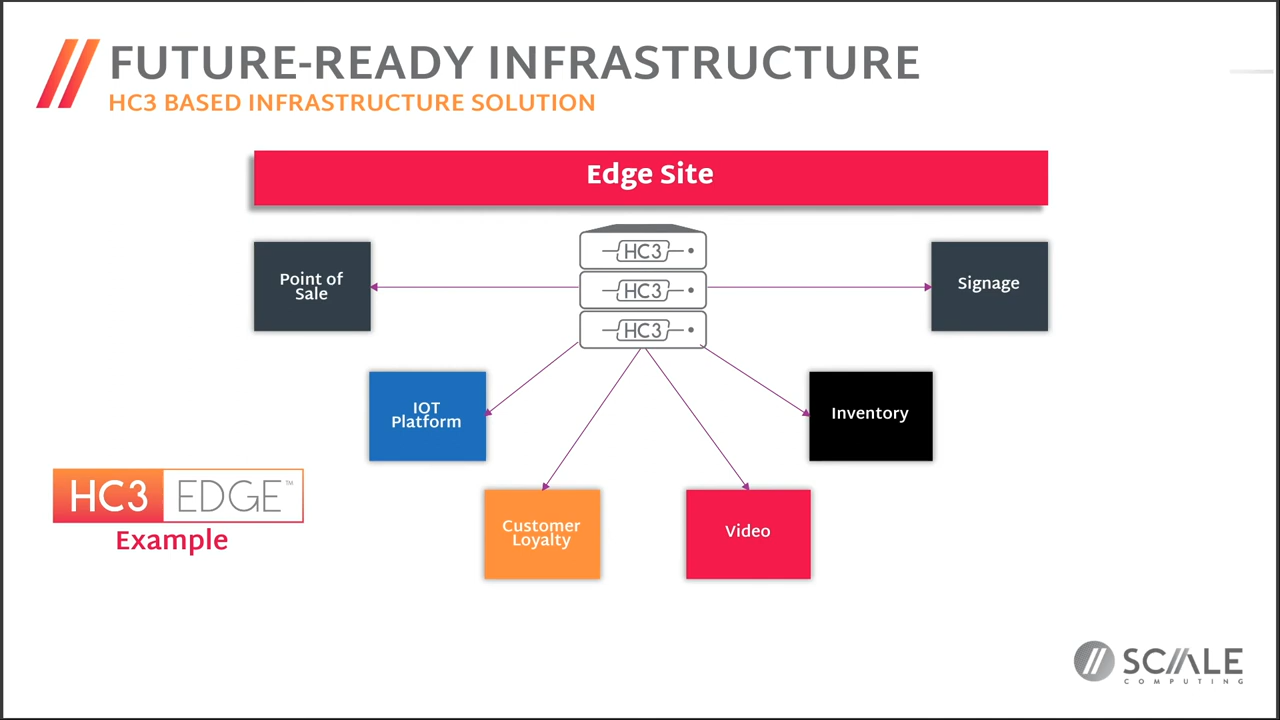 FUTURE-READY INFRASTRUCTURE
HC3 BASED INFRASTRUCTURE SOLUTION
Edge Site
HC3
HC3
HC3
Point of
Sale
Signage
IOT
Platform
Inventory
HC3 EDGE™
Example
Customer
Loyalty
Video
SCALE
COMPUTING